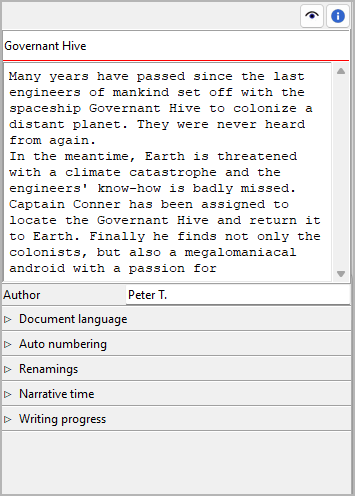 Governant Hive
Many years have passed since the last
engineers of mankind set off with the
spaceship Governant Hive to colonize a
distant planet. They were never heard
from again.
In the meantime, Earth is threatened
with a climate catastrophe and the
engineers' know-how is badly missed.
Captain Conner has been assigned to
locate the Governant Hive and return it
to Earth. Finally he finds not only the
colonists, but also a megalomaniacal
android with a passion for
Author Peter T.
Document language
Auto numbering
Renamings
Narrative time
Writing progress